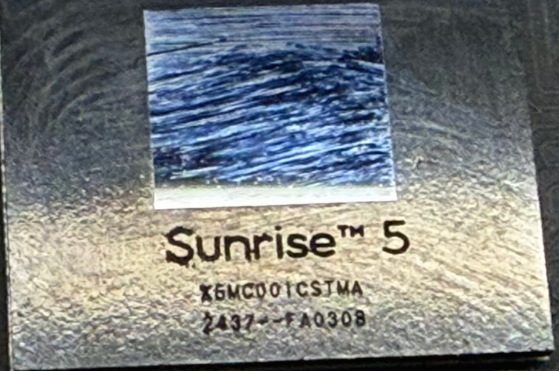 Sunrise™ 5
X5MC001CSTMA
2437--FA0308